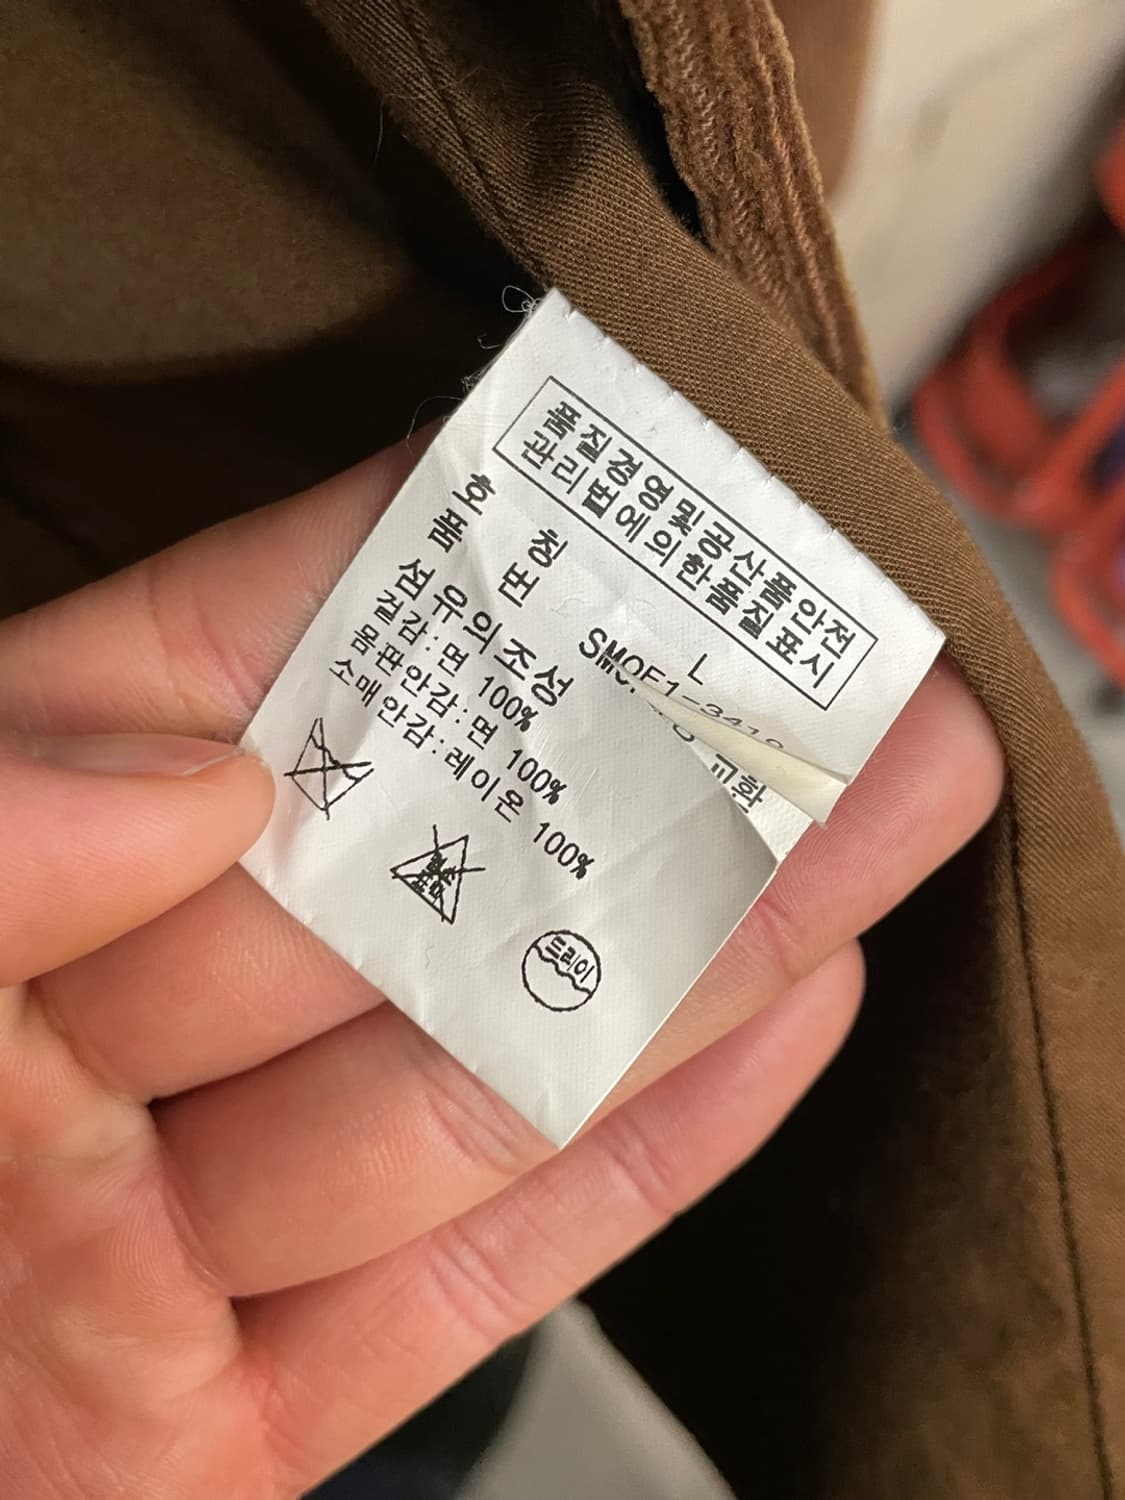 품질경영및공산품안전
관리법에의한품질표시
호 칭 L
품 번
섬유의조성
겉감:면 100%
몸판안감:면 100%
소매안감:레이온 100%
교환
드라이